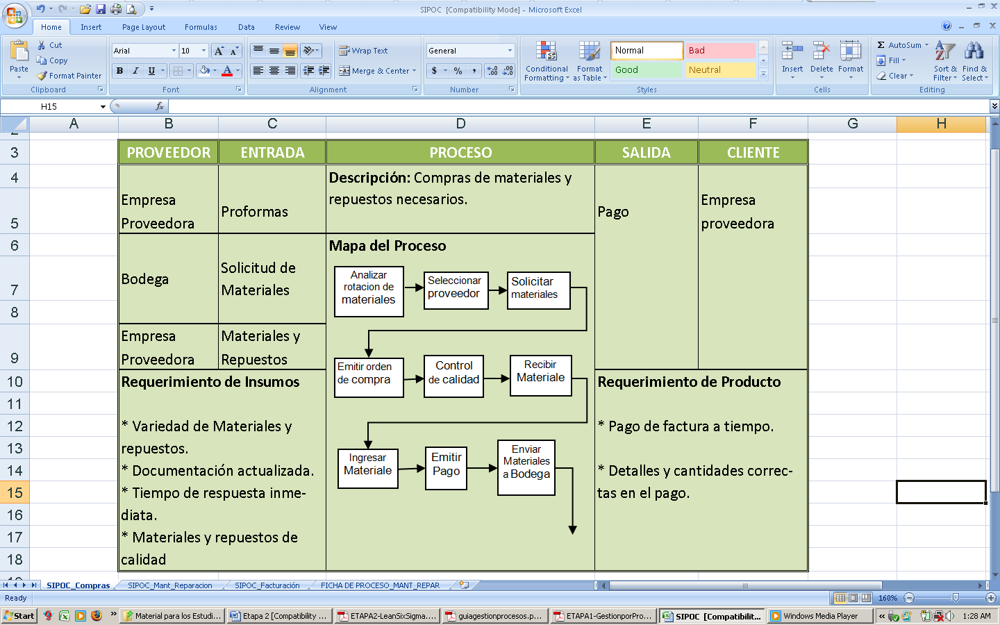 SIPOC [Compatibility Mode] - Microsoft Excel
Home Insert Page Layout Formulas Data Review View
Paste
Cut
Copy
Format Painter
Clipboard
Arial 10
B I U
Font
Wrap Text
Merge & Center
Alignment
General
$ % ,
Number
Conditional Formatting
Format as Table
Normal Bad
Good Neutral
Styles
Insert Delete Format
Cells
Σ AutoSum
Fill
Clear
Sort & Filter
Find & Select
Editing
H15 fx
A B C D E F G H
3
4
5
6
7
8
9
10
11
12
13
14
15
16
17
18
PROVEEDOR ENTRADA PROCESO SALIDA CLIENTE
Empresa
Proveedora
Proformas
Descripción: Compras de materiales y
repuestos necesarios.
Pago
Empresa
proveedora
Bodega
Solicitud de
Materiales
Empresa
Proveedora
Materiales y
Repuestos
Mapa del Proceso
Analizar
rotacion de
materiales
Seleccionar
proveedor
Solicitar
materiales
Emitir orden
de compra
Control
de calidad
Recibir
Materiale
Ingresar
Materiale
Emitir
Pago
Enviar
Materiales
a Bodega
Requerimiento de Insumos
* Variedad de Materiales y
repuestos.
* Documentación actualizada.
* Tiempo de respuesta inme-
diata.
* Materiales y repuestos de
calidad
Requerimiento de Producto
* Pago de factura a tiempo.
* Detalles y cantidades correc-
tas en el pago.
SIPOC_Compras SIPOC_Mant_Reparacion SIPOC_Facturación FICHA DE PROCESO_MANT_REPAR
Ready 160%
Start » Material para los Estudi... Etapa 2 [Compatibility ... ETAPA2-LeanSixSigma.... guiagestionprocesos.p... ETAPA1-GestionporPro... SIPOC [Compatibilit... Windows Media Player « 1:28 AM